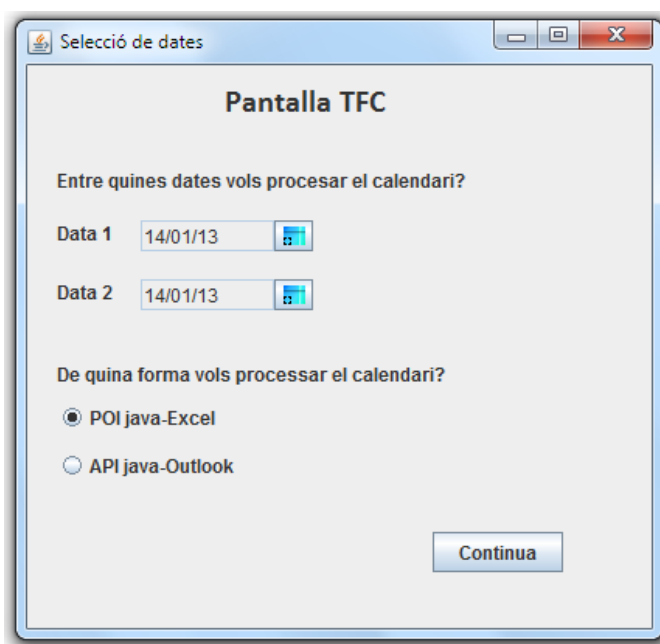 Selecció de dates
Pantalla TFC
Entre quines dates vols procesar el calendari?
Data 1 14/01/13
Data 2 14/01/13
De quina forma vols processar el calendari?
POI java-Excel
API java-Outlook
Continua